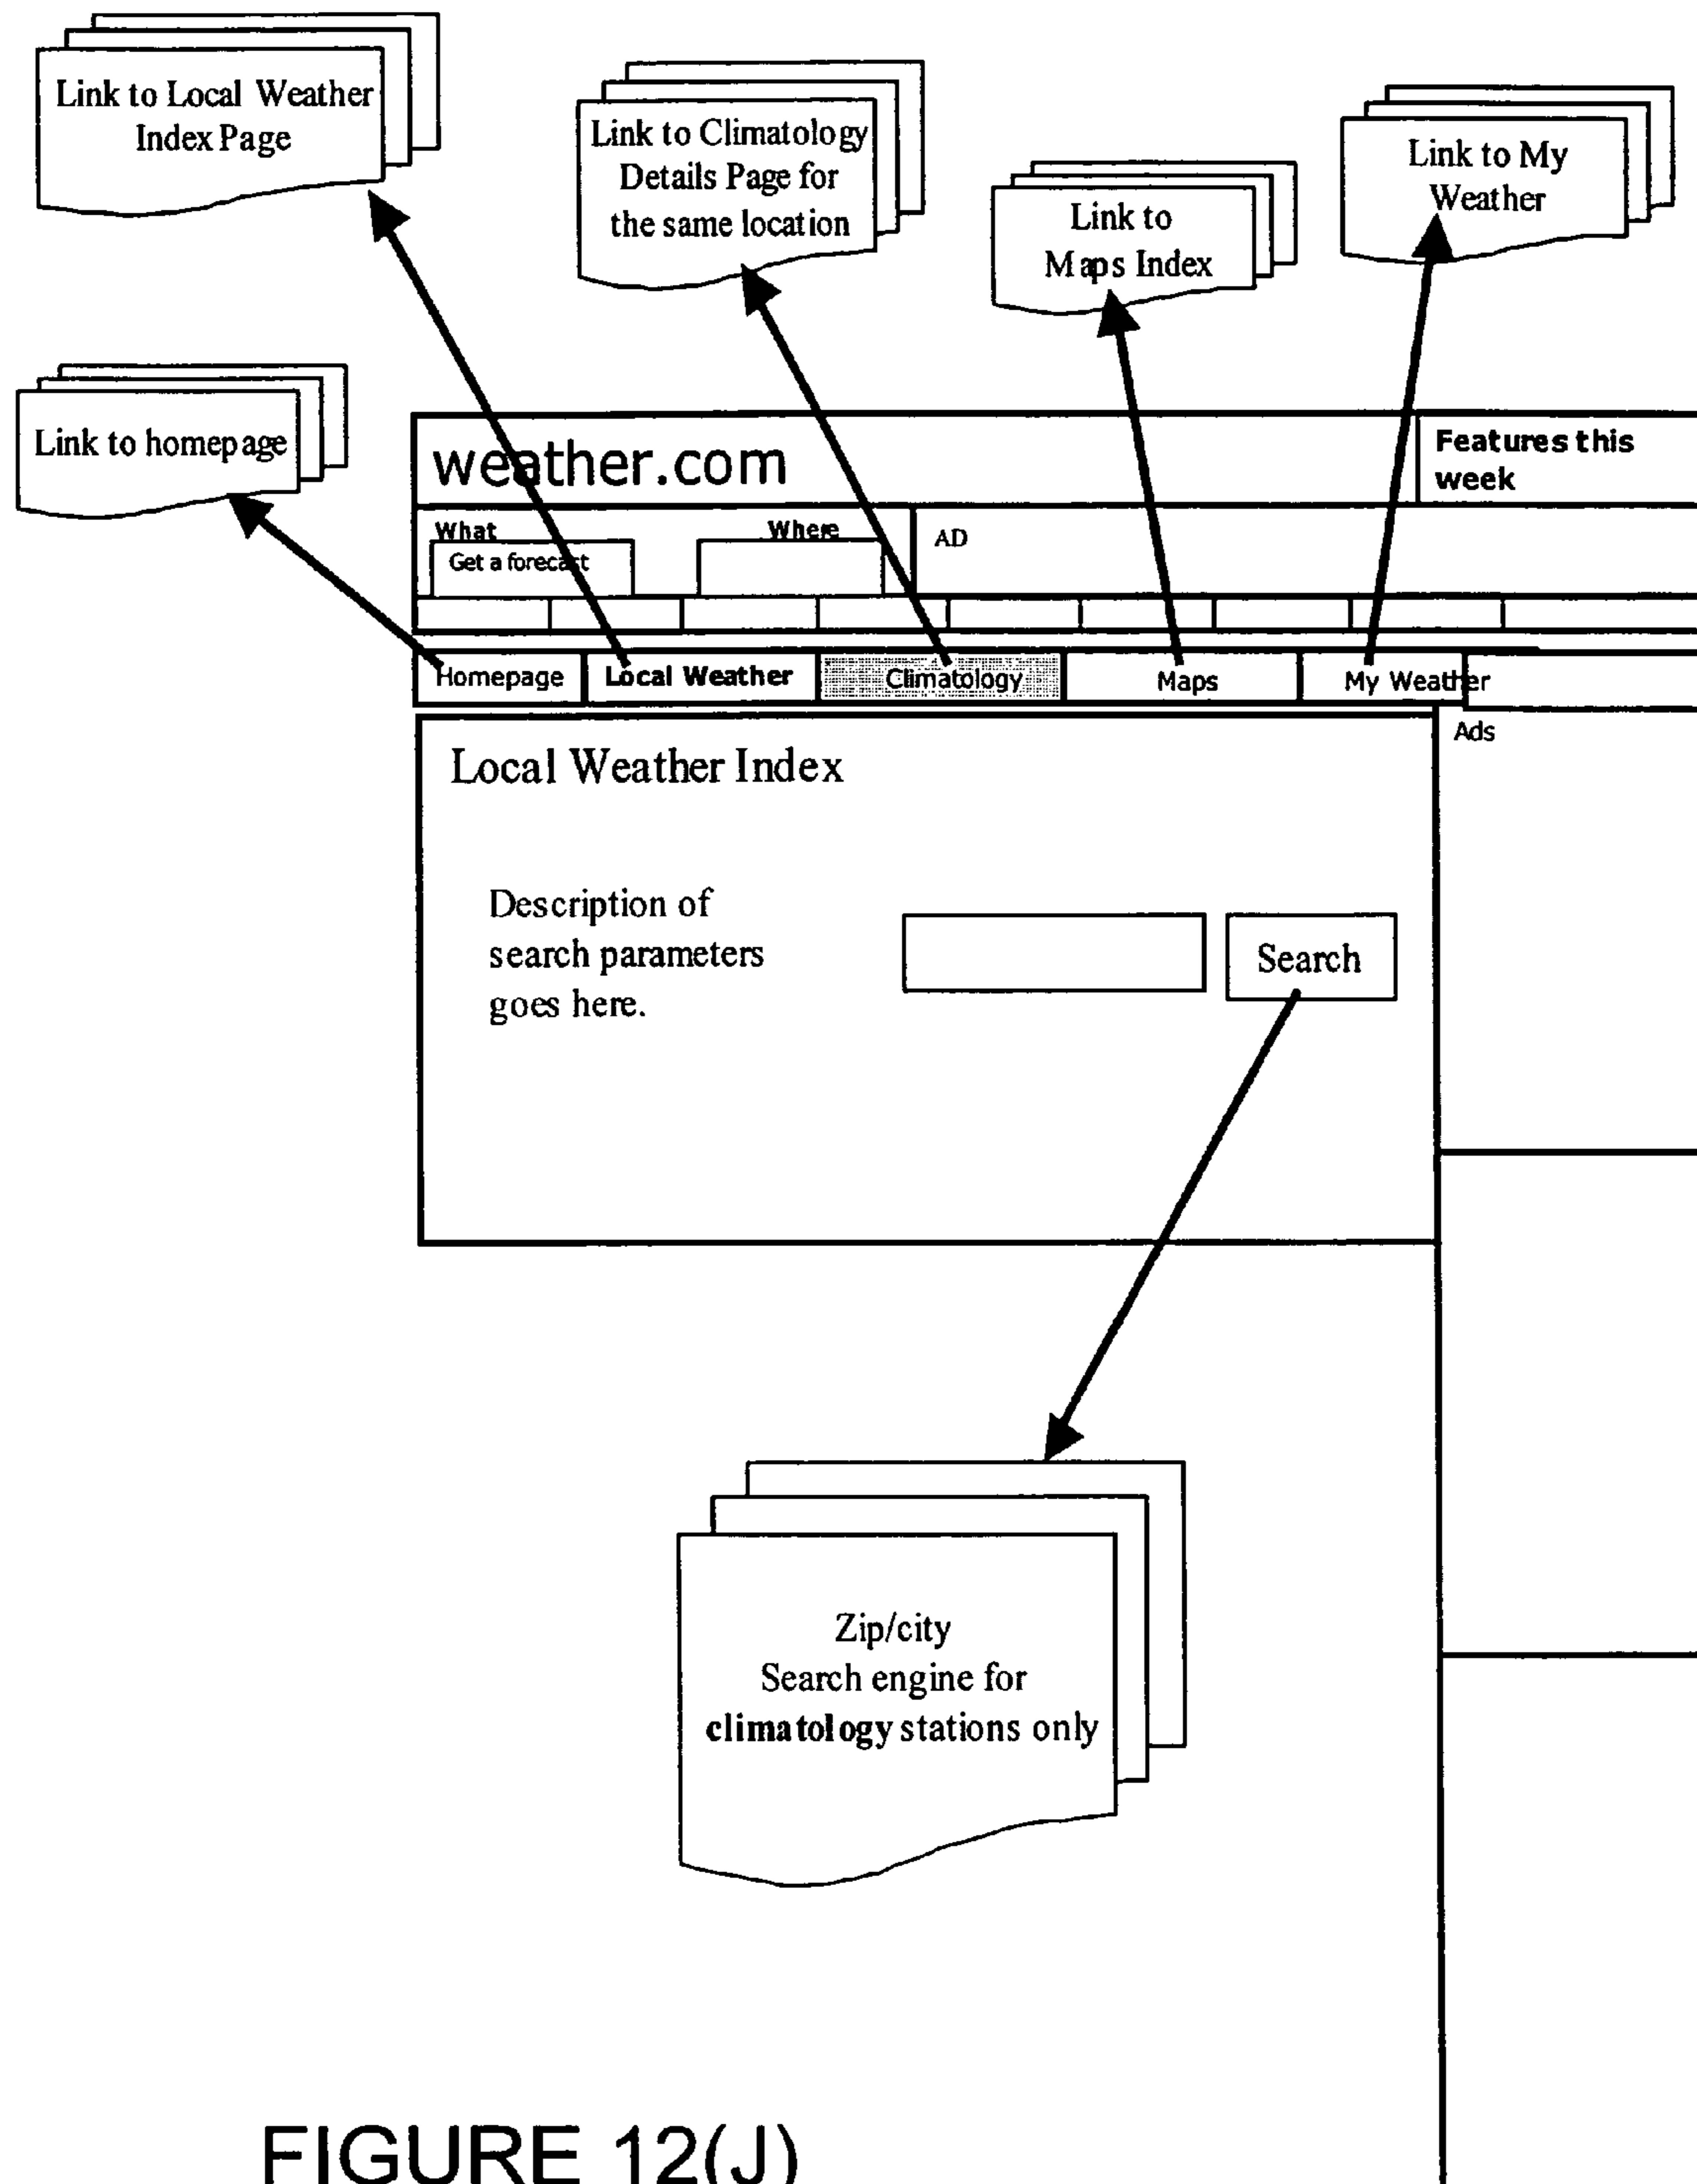 Link to Local Weather
Index Page
Link to Climatology
Details Page for
the same location
Link to
Maps Index
Link to My
Weather
Link to homepage
weather.com
Features this
week
What
Where
AD
Get a forecast
Homepage
Local Weather
Climatology
Maps
My Weather
Ads
Local Weather Index
Description of
search parameters
goes here.
Search
Zip/city
Search engine for
climatology stations only
FIGURE 12(J)